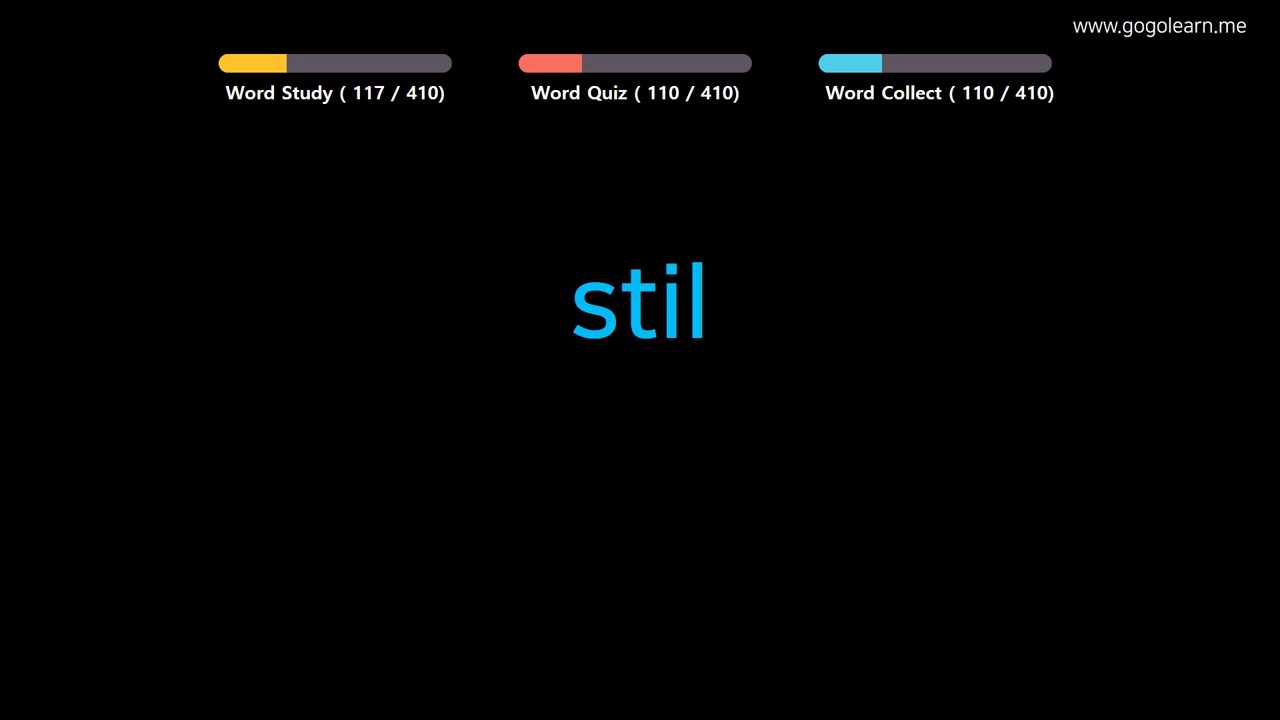 www.gogolearn.me
Word Study ( 117 / 410)
Word Quiz ( 110 / 410)
Word Collect ( 110 / 410)
stil